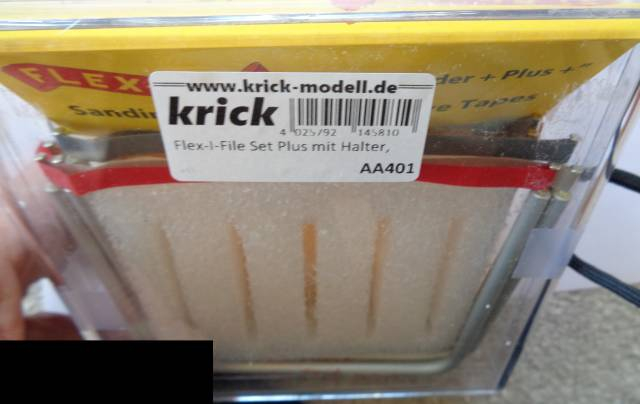 FLEX-
der + Plus +"
Sandin
e Tapes
www.krick-modell.de
krick
4 025792 145810
Flex-I-File Set Plus mit Halter,
AA401